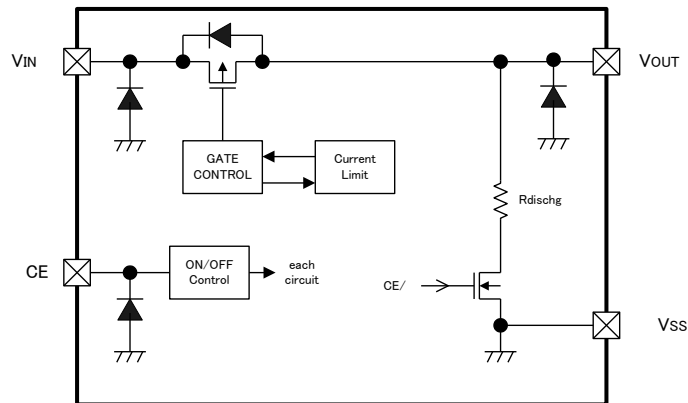 VIN
VOUT
GATE
CONTROL
Current
Limit
Rdischg
CE
ON/OFF
Control
each
circuit
CE/
VSS